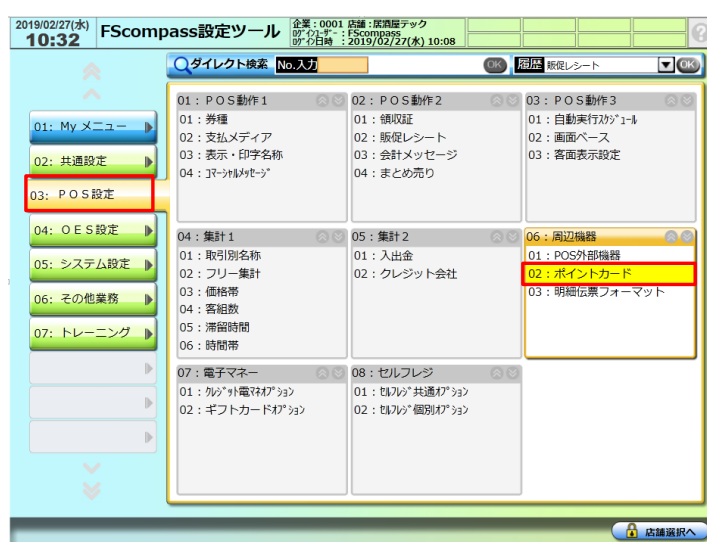 2019/02/27(水)
10:32
FScompass設定ツール
企業：0001 店舗：居酒屋テック
ﾛｸﾞｲﾝﾕｰｻﾞｰ：FScompass
ﾛｸﾞｲﾝ日時 ：2019/02/27(水) 10:08
?
ダイレクト検索 No.入力 OK 履歴 販促レシート OK
01: My メニュー
02: 共通設定
03: ＰＯＳ設定
04: ＯＥＳ設定
05: システム設定
06: その他業務
07: トレーニング
01：ＰＯＳ動作１
01：券種
02：支払メディア
03：表示・印字名称
04：ｺﾏｰｼｬﾙﾒｯｾｰｼﾞ
02：ＰＯＳ動作２
01：領収証
02：販促レシート
03：会計メッセージ
04：まとめ売り
03：ＰＯＳ動作３
01：自動実行ｽｹｼﾞｭｰﾙ
02：画面ベース
03：客面表示設定
04：集計１
01：取引別名称
02：フリー集計
03：価格帯
04：客組数
05：滞留時間
06：時間帯
05：集計２
01：入出金
02：クレジット会社
06：周辺機器
01：POS外部機器
02：ポイントカード
03：明細伝票フォーマット
07：電子マネー
01：ｸﾚｼﾞｯﾄ電ﾏﾈｵﾌﾟｼｮﾝ
02：ギフトカードｵﾌﾟｼｮﾝ
08：セルフレジ
01：ｾﾙﾌﾚｼﾞ共通ｵﾌﾟｼｮﾝ
02：ｾﾙﾌﾚｼﾞ個別ｵﾌﾟｼｮﾝ
店舗選択へ